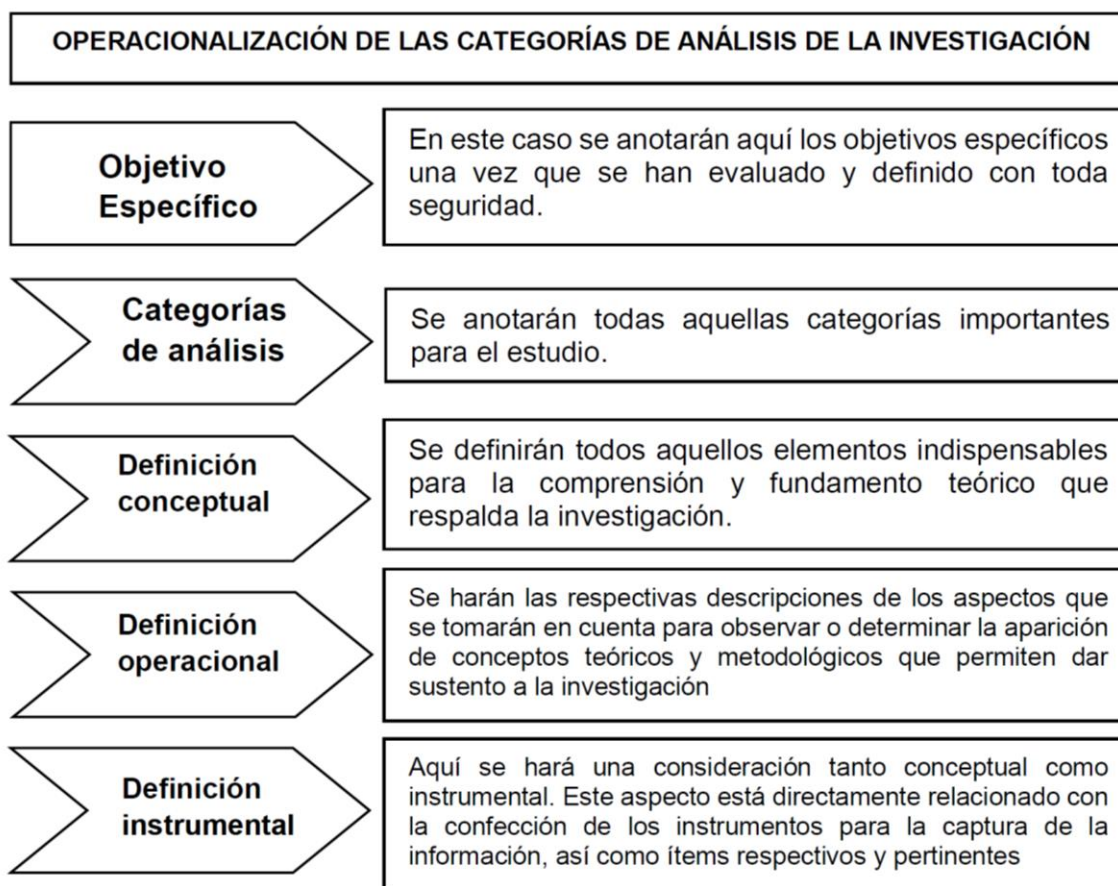 OPERACIONALIZACIÓN DE LAS CATEGORÍAS DE ANÁLISIS DE LA INVESTIGACIÓN
Objetivo
Específico
En este caso se anotarán aquí los objetivos específicos
una vez que se han evaluado y definido con toda
seguridad.
Categorías
de análisis
Se anotarán todas aquellas categorías importantes
para el estudio.
Definición
conceptual
Se definirán todos aquellos elementos indispensables
para la comprensión y fundamento teórico que
respalda la investigación.
Definición
operacional
Se harán las respectivas descripciones de los aspectos que
se tomarán en cuenta para observar o determinar la aparición
de conceptos teóricos y metodológicos que permiten dar
sustento a la investigación
Definición
instrumental
Aquí se hará una consideración tanto conceptual como
instrumental. Este aspecto está directamente relacionado con
la confección de los instrumentos para la captura de la
información, así como ítems respectivos y pertinentes